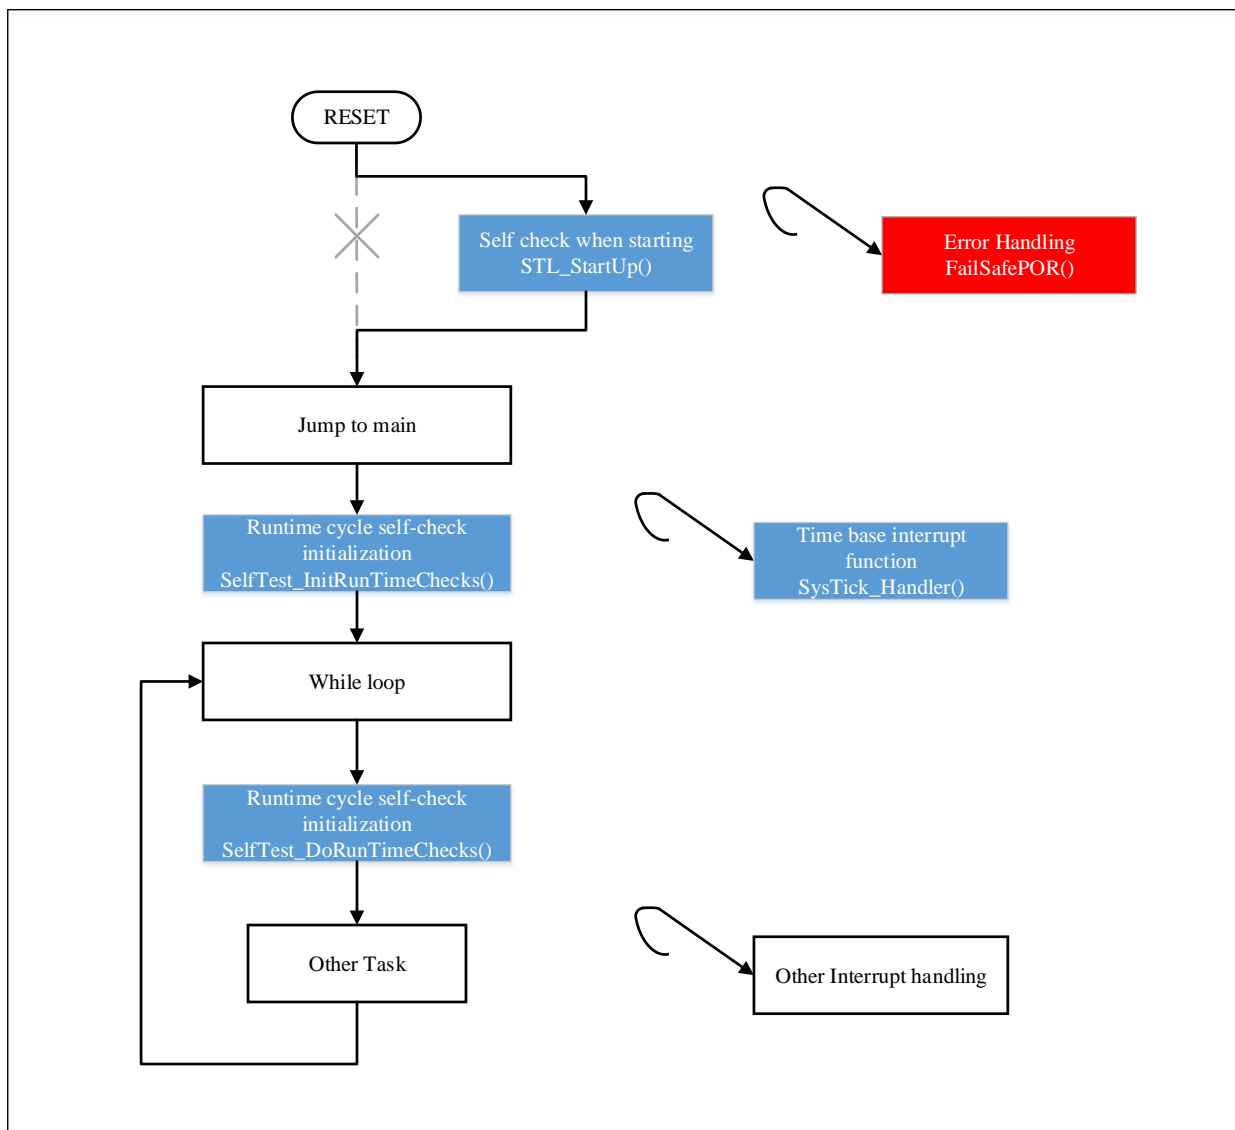 RESET
Self check when starting
STL_StartUp()
Error Handling
FailSafePOR()
Jump to main
Runtime cycle self-check
initialization
SelfTest_InitRunTimeChecks()
Time base interrupt
function
SysTick_Handler()
While loop
Runtime cycle self-check
initialization
SelfTest_DoRunTimeChecks()
Other Task
Other Interrupt handling